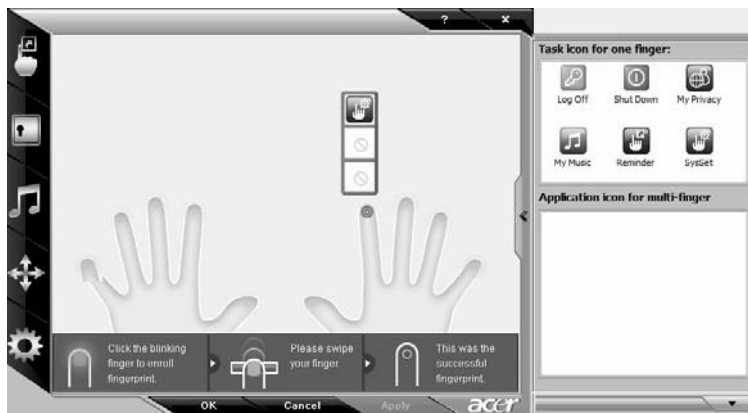 ? x
Task icon for one finger:
Log Off Shut Down My Privacy
My Music Reminder SysSet
Application icon for multi-finger
Click the blinking
finger to enroll
fingerprint.
Please swipe
your finger
This was the
successful
fingerprint.
OK Cancel Apply acer